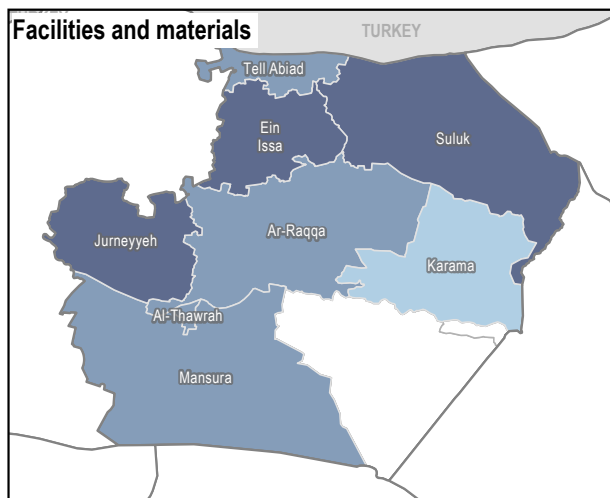 Facilities and materials
TURKEY
Tell Abiad
Ein
Issa
Suluk
Ar-Raqqa
Jurneyyeh
Karama
Al-Thawrah
Mansura